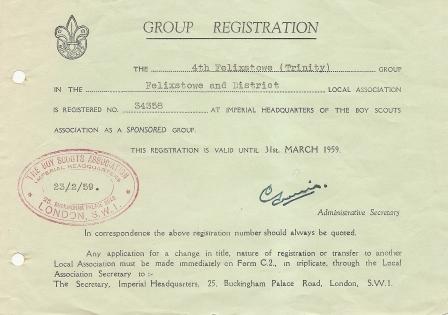 GROUP REGISTRATION
THE 4th Felixstowe (Trinity) GROUP
IN THE Felixstowe and District LOCAL ASSOCIATION
IS REGISTERED NO. 34358 AT IMPERIAL HEADQUARTERS OF THE BOY SCOUTS
ASSOCIATION AS A SPONSORED GROUP.
THIS REGISTRATION IS VALID UNTIL 31st. MARCH 1959.
THE BOY SCOUTS ASSOCIATION
IMPERIAL HEADQUARTERS
23/2/59.
25, BUCKINGHAM PALACE ROAD
LONDON, S.W.1.
Administrative Secretary
In correspondence the above registration number should always be quoted.
Any application for a change in title, nature of registration or transfer to another
Local Association must be made immediately on Form C.2., in triplicate, through the Local
Association Secretary to :-
The Secretary, Imperial Headquarters, 25, Buckingham Palace Road, London, S.W.1.